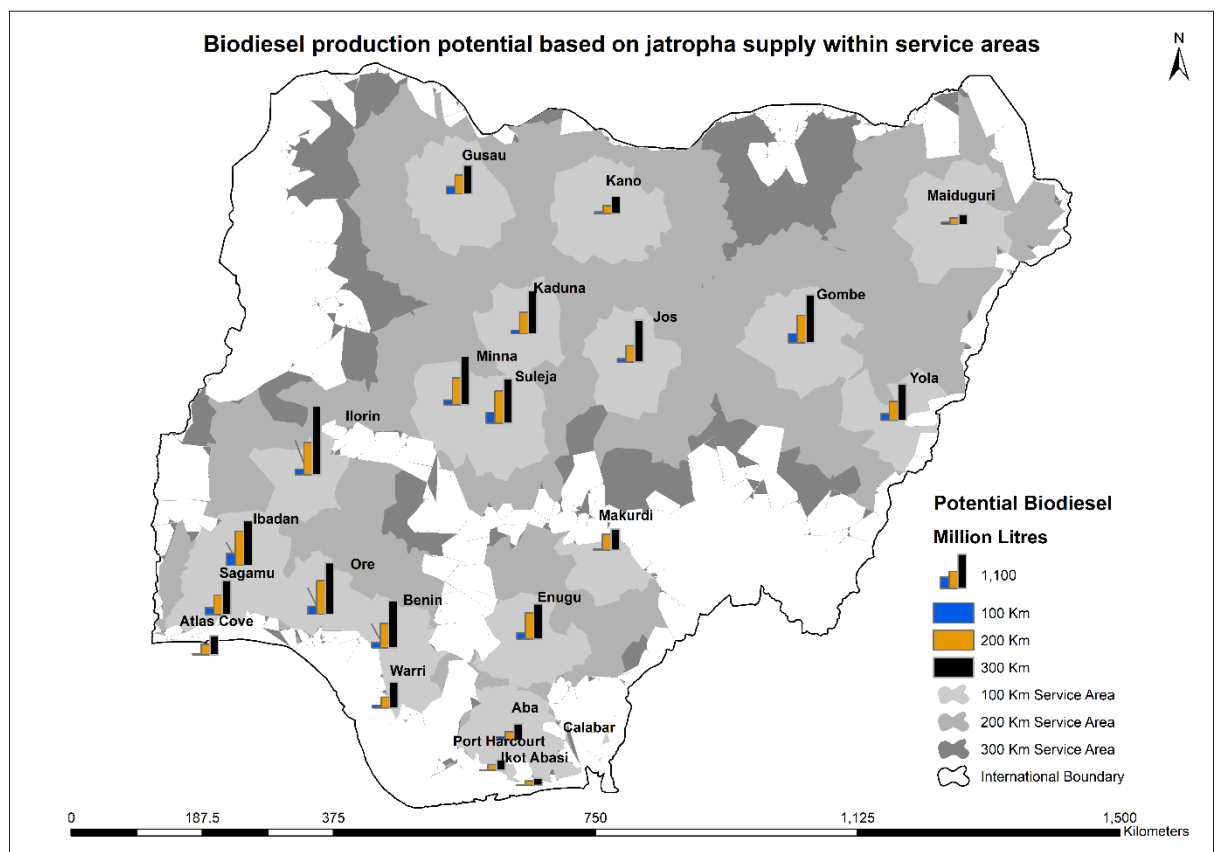 Biodiesel production potential based on jatropha supply within service areas
N
Gusau
Kano
Maiduguri
Kaduna
Gombe
Jos
Minna
Suleja
Yola
Ilorin
Makurdi
Ibadan
Ore
Sagamu
Enugu
Benin
Atlas Cove
Warri
Aba
Calabar
Port Harcourt
Ikot Abasi
Potential Biodiesel
Million Litres
1,100
100 Km
200 Km
300 Km
100 Km Service Area
200 Km Service Area
300 Km Service Area
International Boundary
0 187.5 375 750 1,125 1,500
Kilometers